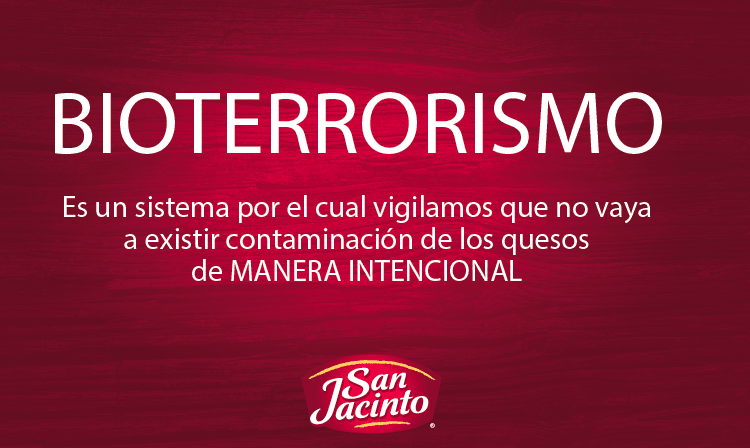 BIOTERRORISMO
Es un sistema por el cual vigilamos que no vaya
a existir contaminación de los quesos
de MANERA INTENCIONAL
San
Jacinto
®